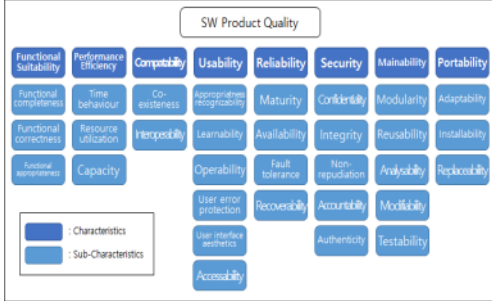 SW Product Quality
Functional
Suitability
Performance
Efficiency
Compatability
Usability
Reliability
Security
Mainability
Portability
Functional
completeness
Time
behaviour
Co-
existeness
Appropriatness
recognizability
Maturity
Confidentiality
Modularity
Adaptability
Functional
correctness
Resource
utilization
Interoperability
Learnability
Availability
Integrity
Reusability
Installability
Functional
appropriateness
Capacity
Operability
Fault
tolerance
Non-
repudiation
Analysability
Replaceability
User error
protection
Recoverability
Accountability
Modifiability
User interface
aesthetics
Authenticity
Testability
Accessability
: Characteristics
: Sub-Characteristics